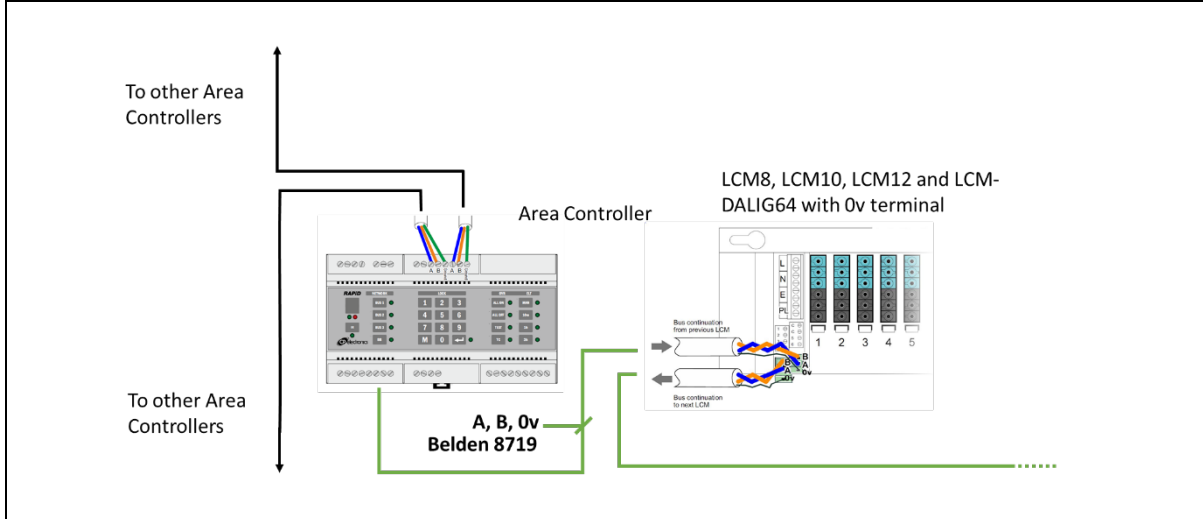 To other Area
Controllers
LCM8, LCM10, LCM12 and LCM-
DALIG64 with 0v terminal
Area Controller
A B
A B
RAPID
1 2 3
4 5 6
7 8 9
M 0
L
N
E
PL
1 2 3 4 5
Bus continuation
from previous LCM
B
A
0v
B
A
0v
Bus continuation
to next LCM
To other Area
Controllers
A, B, 0v
Belden 8719